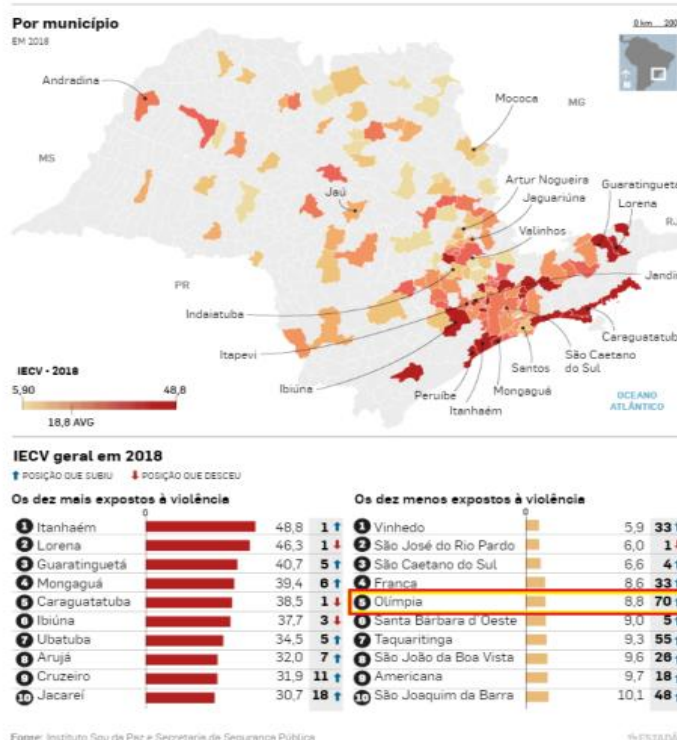 Por município
EM 2018
0 km 200
Andradina
Mococa
MG
MS
Jaú
Artur Nogueira
Jaguariúna
Guaratinguetá
Lorena
Valinhos
PR
Indaiatuba
Itapevi
Ibiúna
Peruíbe
Itanhaém
Mongaguá
Santos
São Caetano
do Sul
Caraguatatub
OCEANO
ATLÂNTICO
IECV - 2018
5,90 48,8
18,8 AVG
IECV geral em 2018
POSIÇÃO QUE SUBIU POSIÇÃO QUE DESCEU
Os dez mais expostos à violência
0
1 Itanhaém 48,8 1
2 Lorena 46,3 1
3 Guaratinguetá 40,7 5
4 Mongaguá 39,4 6
5 Caraguatatuba 38,5 1
6 Ibiúna 37,7 3
7 Ubatuba 34,5 5
8 Arujá 32,0 7
9 Cruzeiro 31,9 11
10 Jacareí 30,7 18
Os dez menos expostos à violência
0
1 Vinhedo 5,9 33
2 São José do Rio Pardo 6,0 1
3 São Caetano do Sul 6,6 4
4 Franca 8,6 33
5 Olímpia 8,8 70
6 Santa Bárbara d'Oeste 9,0 5
7 Taquaritinga 9,3 55
8 São João da Boa Vista 9,6 26
9 Americana 9,7 18
10 São Joaquim da Barra 10,1 48
Fonte: Instituto Sou da Paz e Secretaria de Segurança Pública